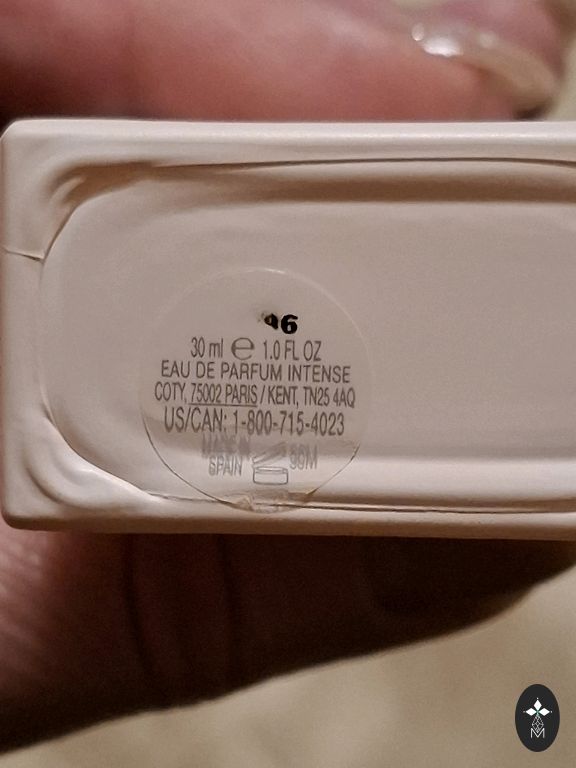 96
30 ml ℮ 1.0 FL OZ
EAU DE PARFUM INTENSE
COTY, 75002 PARIS / KENT, TN25 4AQ
US/CAN: 1-800-715-4023
MADE IN
SPAIN
M